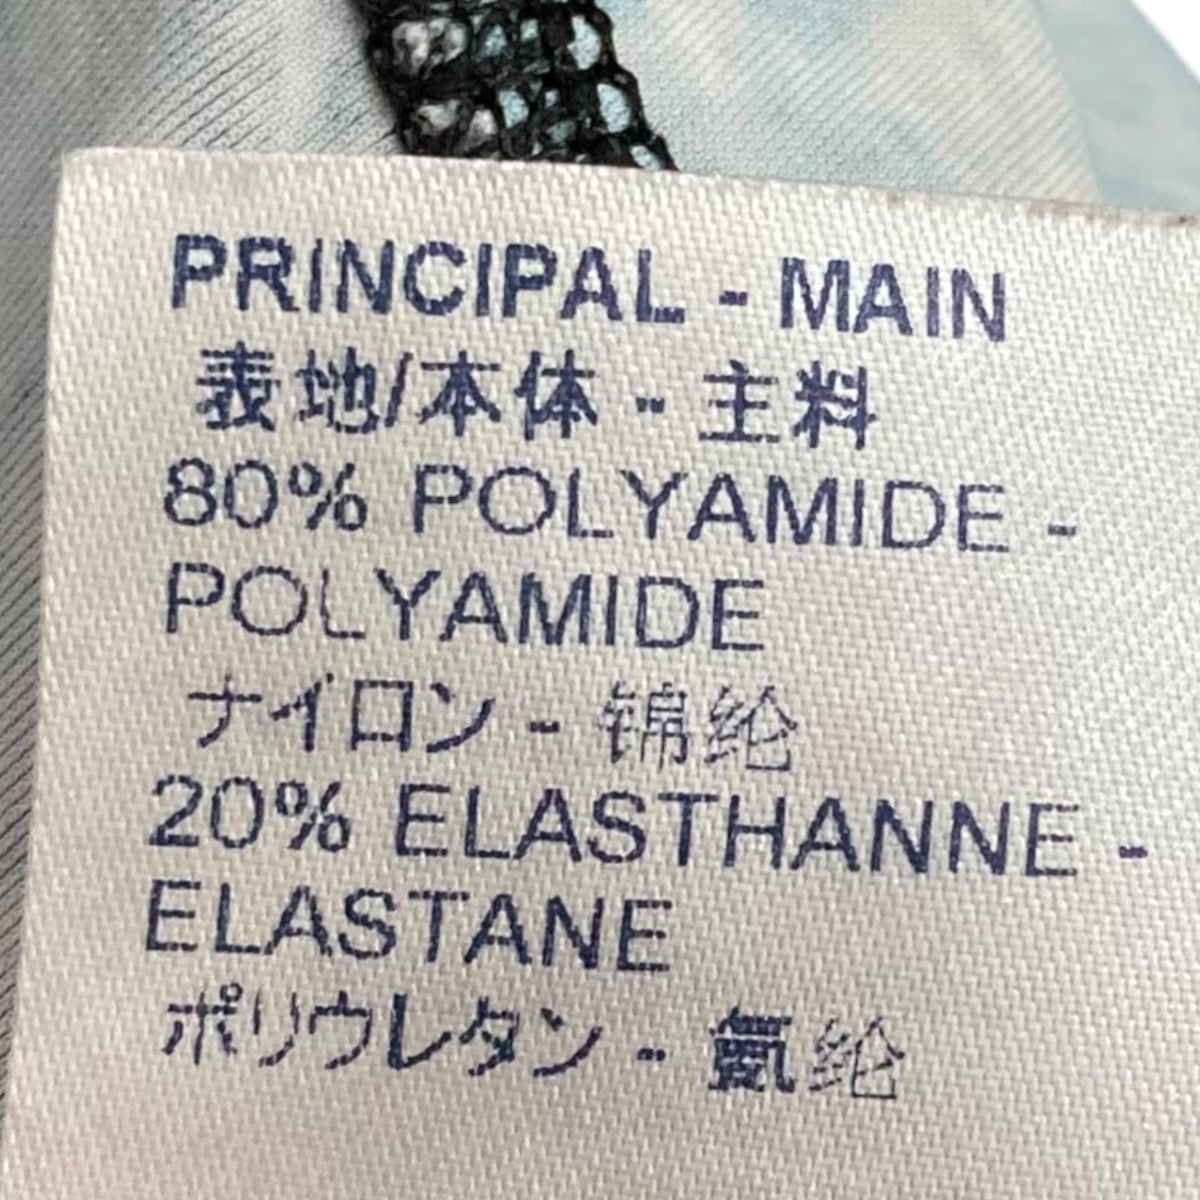 PRINCIPAL - MAIN
表地/本体 - 主料
80% POLYAMIDE -
POLYAMIDE
ナイロン - 锦纶
20% ELASTHANNE -
ELASTANE
ポリウレタン - 氨纶